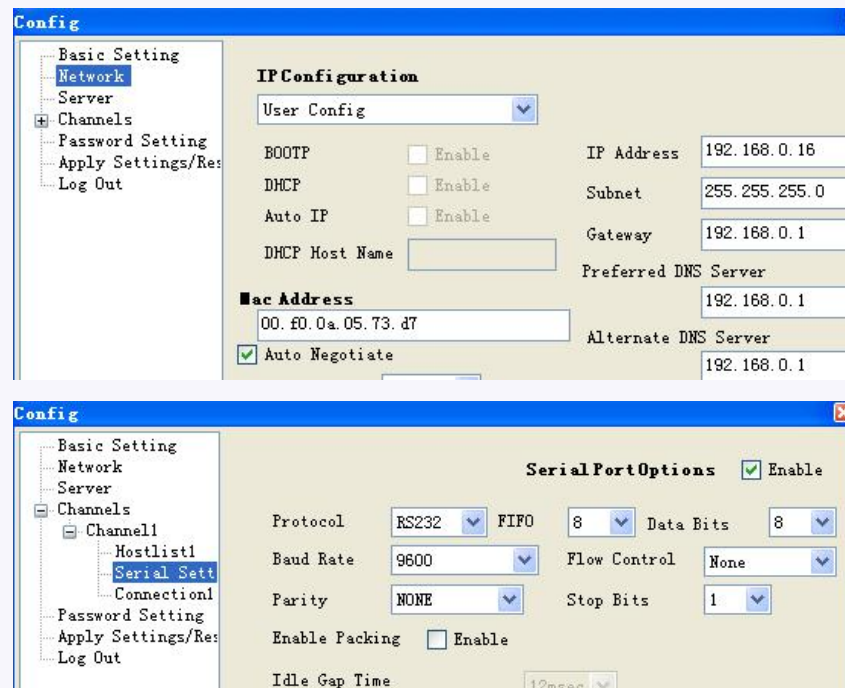 Config
Basic Setting
Network
Server
Channels
Password Setting
Apply Settings/Res
Log Out
IPConfiguration
User Config
BOOTP Enable
DHCP Enable
Auto IP Enable
DHCP Host Name
Mac Address
00.f0.0a.05.73.d7
Auto Negotiate
IP Address 192.168.0.16
Subnet 255.255.255.0
Gateway 192.168.0.1
Preferred DNS Server
192.168.0.1
Alternate DNS Server
192.168.0.1
Config
Basic Setting
Network
Server
Channels
Channel1
Hostlist1
Serial Sett
Connection1
Password Setting
Apply Settings/Res
Log Out
SerialPortOptions Enable
Protocol RS232 FIFO 8 Data Bits 8
Baud Rate 9600 Flow Control None
Parity NONE Stop Bits 1
Enable Packing Enable
Idle Gap Time 12msec